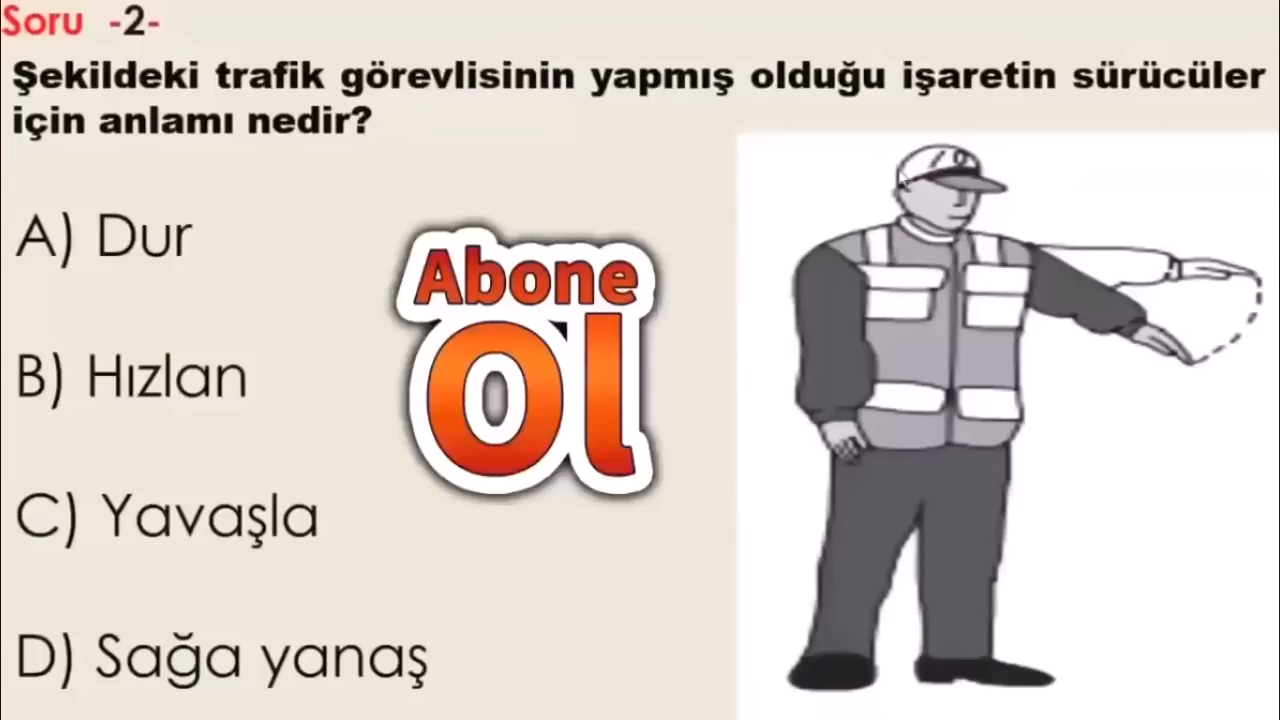 Soru -2-
Şekildeki trafik görevlisinin yapmış olduğu işaretin sürücüler
için anlamı nedir?
A) Dur
B) Hızlan
C) Yavaşla
D) Sağa yanaş
Abone
Ol